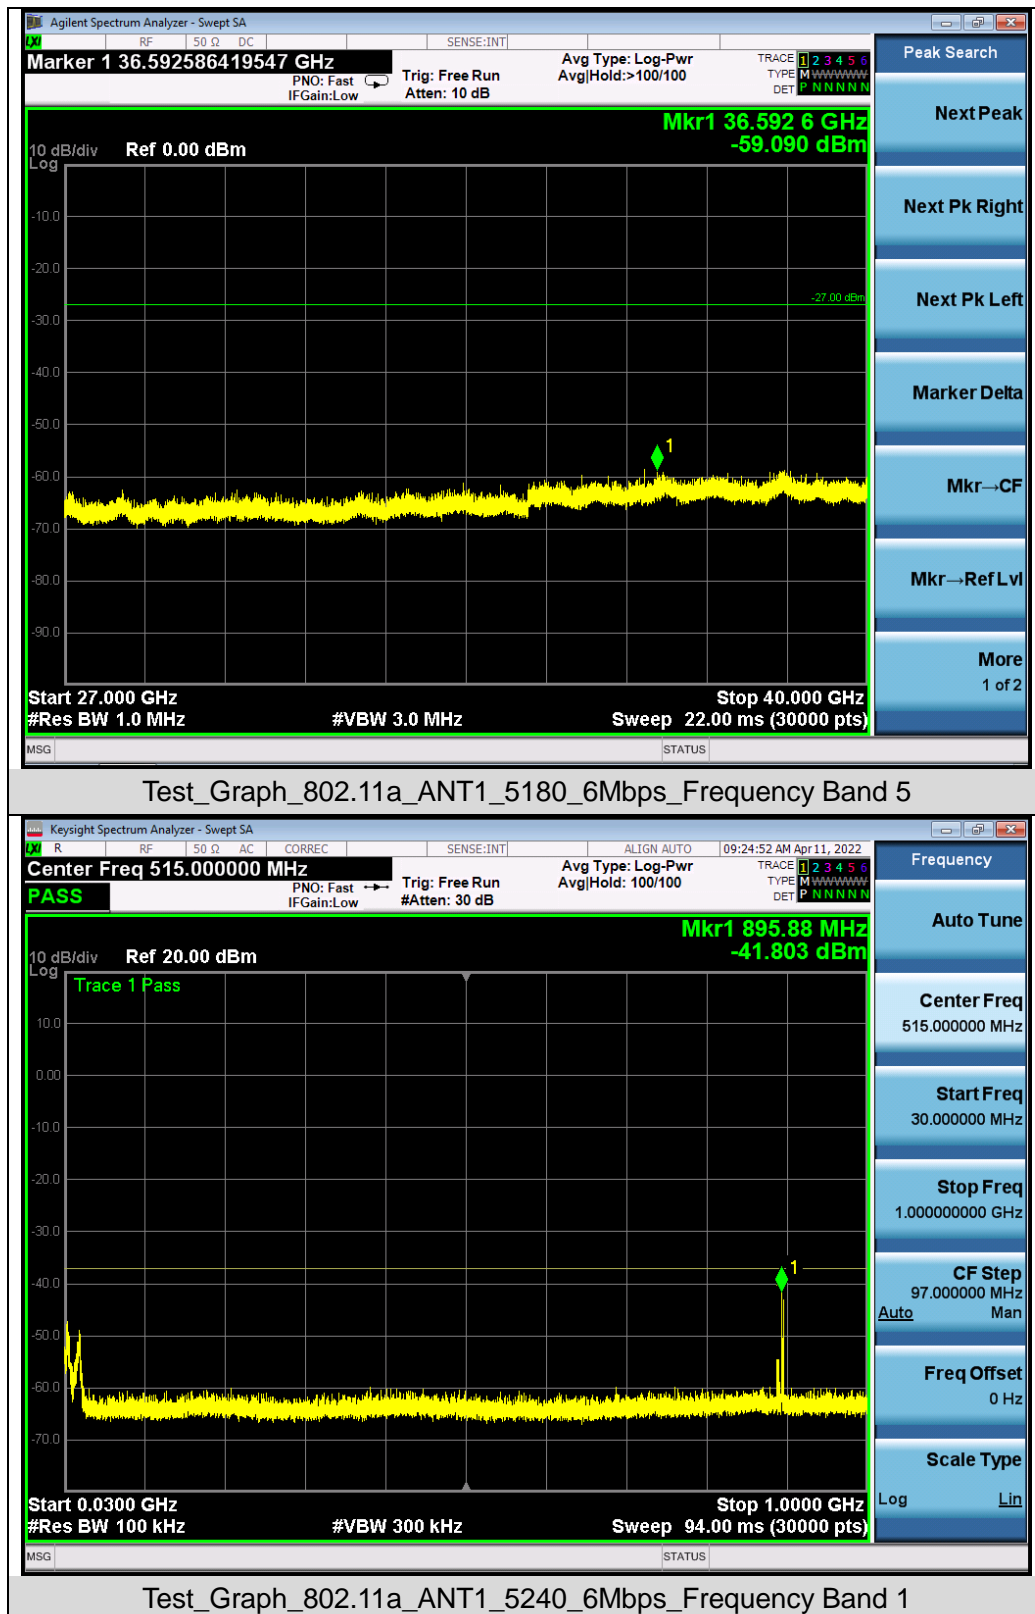 Agilent Spectrum Analyzer - Swept SA
LXI RF 50 Ω DC SENSE:INT
Marker 1 36.592586419547 GHz
PNO: Fast
IFGain:Low
Trig: Free Run
Atten: 10 dB
Avg Type: Log-Pwr
Avg|Hold:>100/100
TRACE 1 2 3 4 5 6
TYPE M WWWWW
DET P N N N N N
Peak Search
Next Peak
Next Pk Right
Next Pk Left
Marker Delta
Mkr→CF
Mkr→Ref Lvl
More
1 of 2
Mkr1 36.592 6 GHz
-59.090 dBm
10 dB/div Ref 0.00 dBm
Log
-10.0
-20.0
-27.00 dBm
-30.0
-40.0
-50.0
1
-60.0
-70.0
-80.0
-90.0
Start 27.000 GHz Stop 40.000 GHz
#Res BW 1.0 MHz #VBW 3.0 MHz Sweep 22.00 ms (30000 pts)
MSG STATUS
Test_Graph_802.11a_ANT1_5180_6Mbps_Frequency Band 5
Keysight Spectrum Analyzer - Swept SA
LXI R RF 50 Ω AC CORREC SENSE:INT ALIGN AUTO 09:24:52 AM Apr 11, 2022
Center Freq 515.000000 MHz
PASS
PNO: Fast
IFGain:Low
Trig: Free Run
#Atten: 30 dB
Avg Type: Log-Pwr
Avg|Hold: 100/100
TRACE 1 2 3 4 5 6
TYPE M WWWWW
DET P N N N N N
Frequency
Auto Tune
Center Freq
515.000000 MHz
Start Freq
30.000000 MHz
Stop Freq
1.000000000 GHz
CF Step
97.000000 MHz
Auto Man
Freq Offset
0 Hz
Scale Type
Log Lin
Mkr1 895.88 MHz
-41.803 dBm
10 dB/div Ref 20.00 dBm
Log
Trace 1 Pass
10.0
0.00
-10.0
-20.0
-30.0
1
-40.0
-50.0
-60.0
-70.0
Start 0.0300 GHz Stop 1.0000 GHz
#Res BW 100 kHz #VBW 300 kHz Sweep 94.00 ms (30000 pts)
MSG STATUS
Test_Graph_802.11a_ANT1_5240_6Mbps_Frequency Band 1